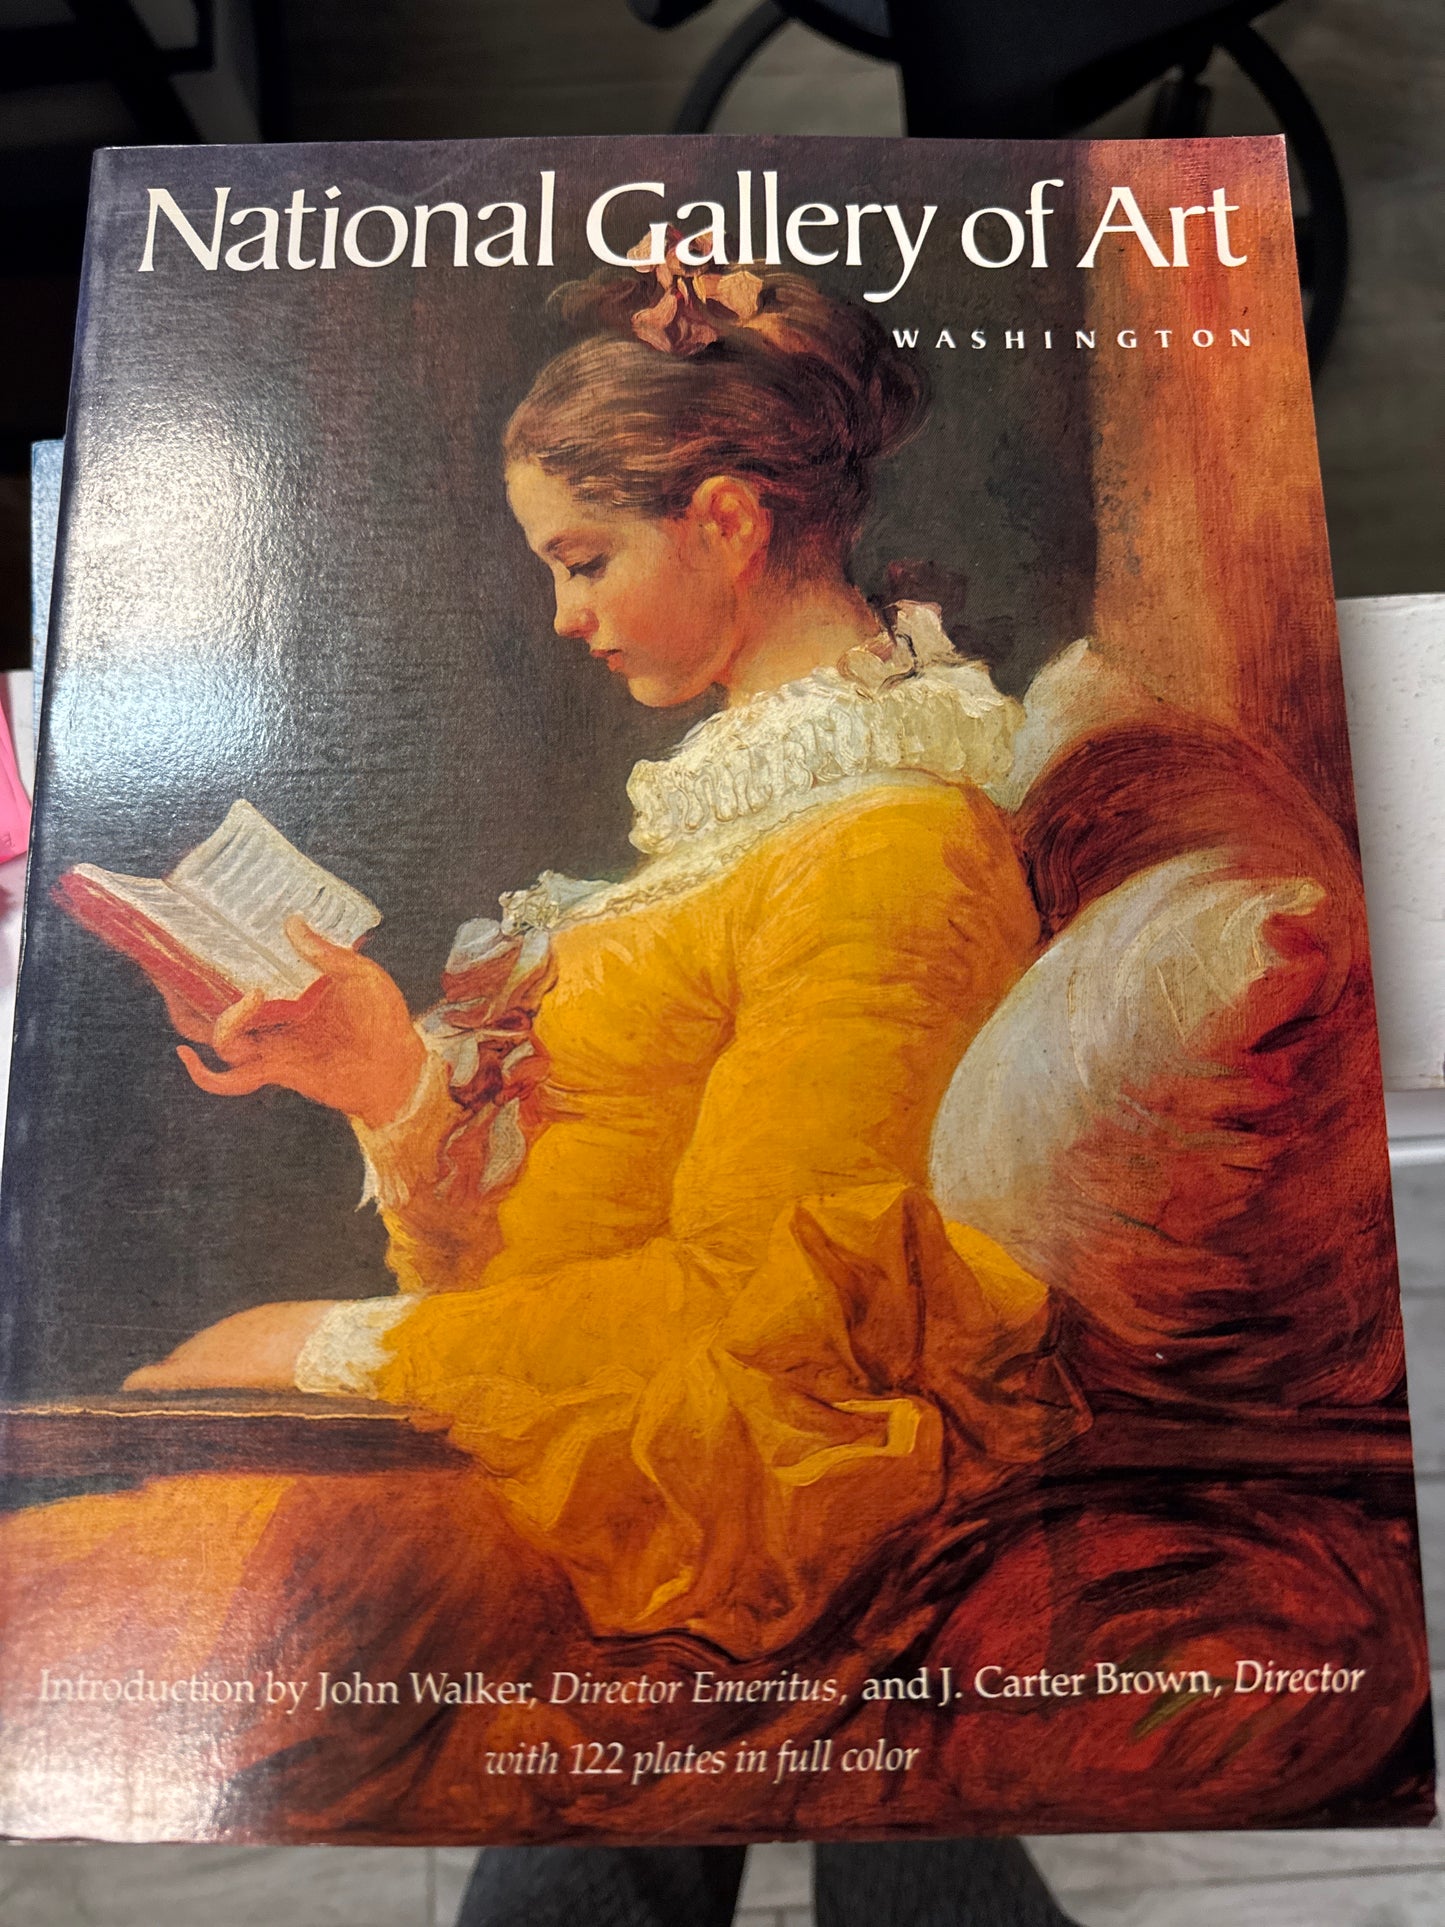 National Gallery of Art
WASHINGTON
Introduction by John Walker, Director Emeritus, and J. Carter Brown, Director
with 122 plates in full color